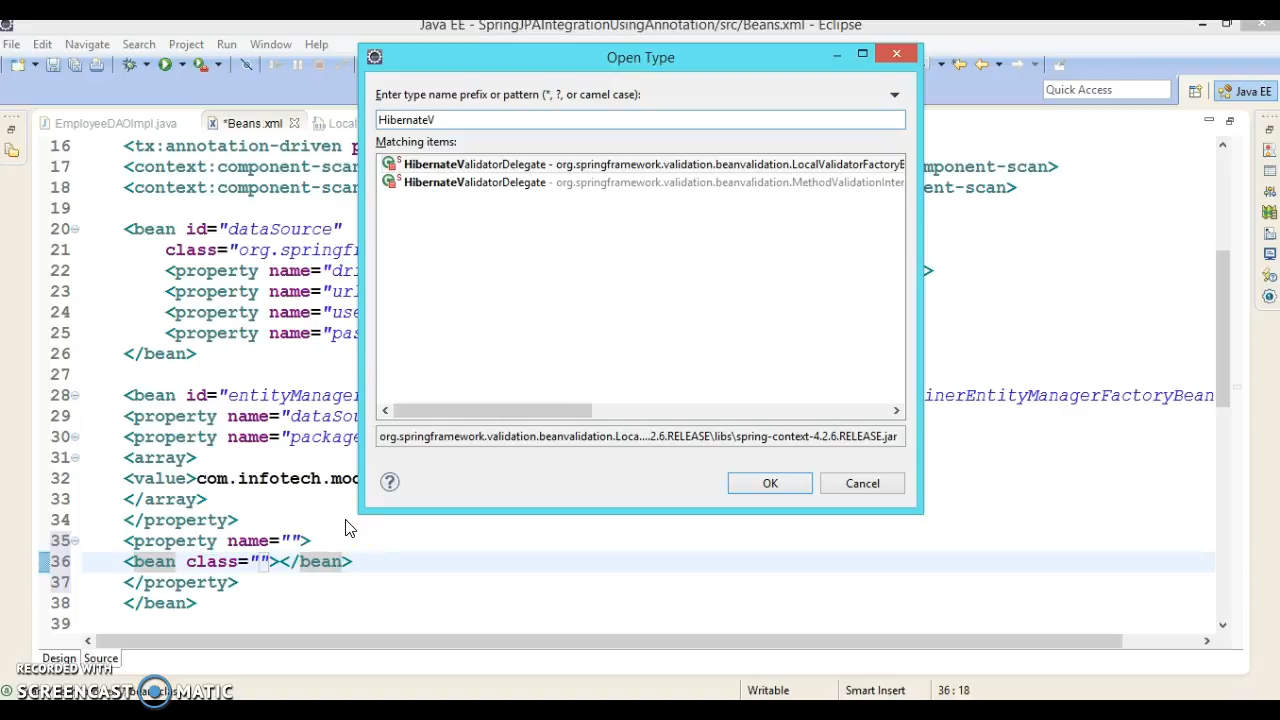 Java EE - SpringJPAIntegrationUsingAnnotation/src/Beans.xml - Eclipse
File Edit Navigate Search Project Run Window Help
Open Type
Quick Access
Java EE
EmployeeDAOImpl.java
*Beans.xml
Local
Enter type name prefix or pattern (*, ?, or camel case):
HibernateV
Matching items:
HibernateValidatorDelegate - org.springframework.validation.beanvalidation.LocalValidatorFactoryB
HibernateValidatorDelegate - org.springframework.validation.beanvalidation.MethodValidationInter
org.springframework.validation.beanvalidation.Loca....2.6.RELEASE\libs\spring-context-4.2.6.RELEASE.jar
OK
Cancel
16 <tx:annotation-driven p
17 <context:component-scan mponent-scan>
18 <context:component-scan ent-scan>
19
20 <bean id="dataSource"
21 class="org.springfr
22 <property name="dri >
23 <property name="url
24 <property name="use
25 <property name="pas
26 </bean>
27
28 <bean id="entityManager inerEntityManagerFactoryBean
29 <property name="dataSou
30 <property name="package
31 <array>
32 <value>com.infotech.mod
33 </array>
34 </property>
35 <property name="">
36 <bean class=""></bean>
37 </property>
38 </bean>
39
Design Source
RECORDED WITH
SCREENCAST MATIC
Writable
Smart Insert
36 : 18